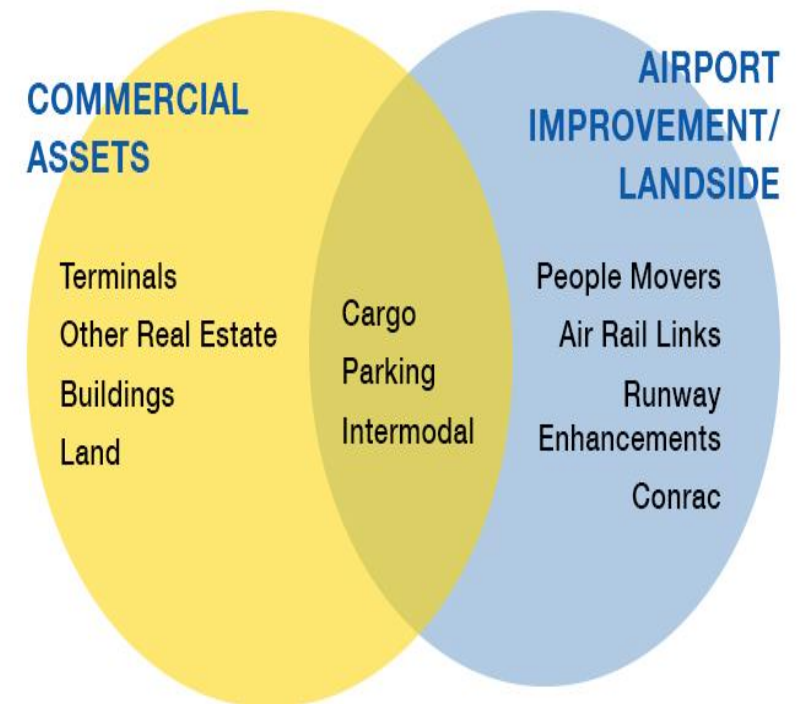 COMMERCIAL
ASSETS
Terminals
Other Real Estate
Buildings
Land
Cargo
Parking
Intermodal
AIRPORT
IMPROVEMENT/
LANDSIDE
People Movers
Air Rail Links
Runway
Enhancements
Conrac